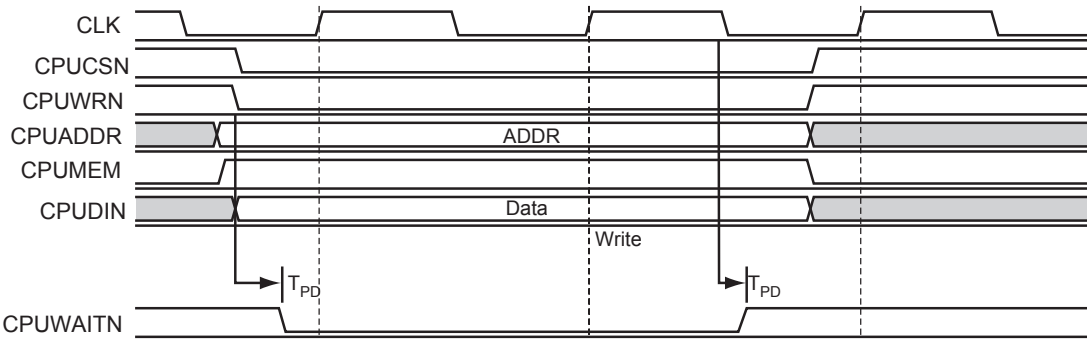 CLK
CPUCSN
CPUWRN
CPUADDR
ADDR
CPUMEM
CPUDIN
Data
Write
TPD
TPD
CPUWAITN